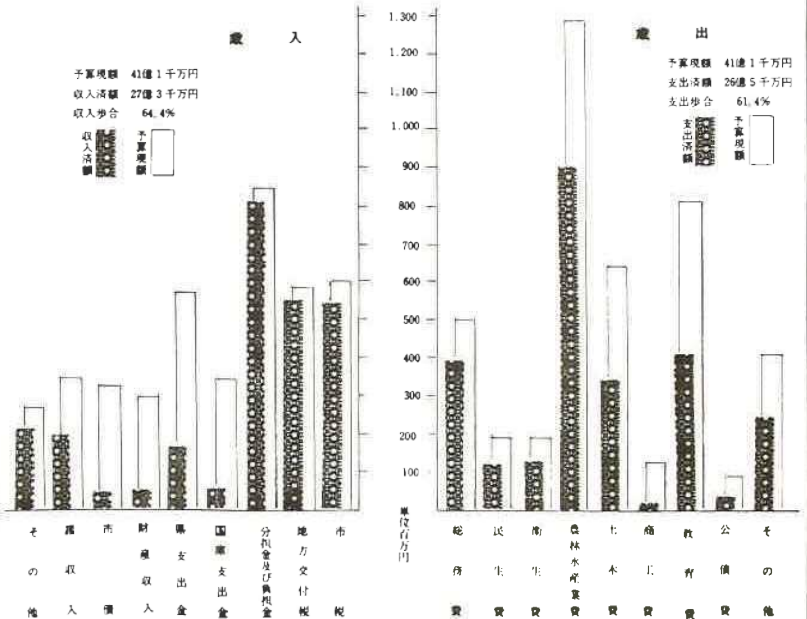 歳入
予算現額 41億1千万円
収入済額 27億3千万円
収入歩合 64.4%
収入済額
予算現額
歳出
予算現額 41億1千万円
支出済額 26億5千万円
支出歩合 61.4%
支出済額
予算現額
1.300
1.200
1.100
1.000
900
800
700
600
500
400
300
200
100
単位百万円
その他
諸収入
市債
財産収入
県支出金
国庫支出金
分担金及び負担金
地方交付税
市税
総務費
民生費
衛生費
農林水産業費
土木費
商工費
教育費
公債費
その他